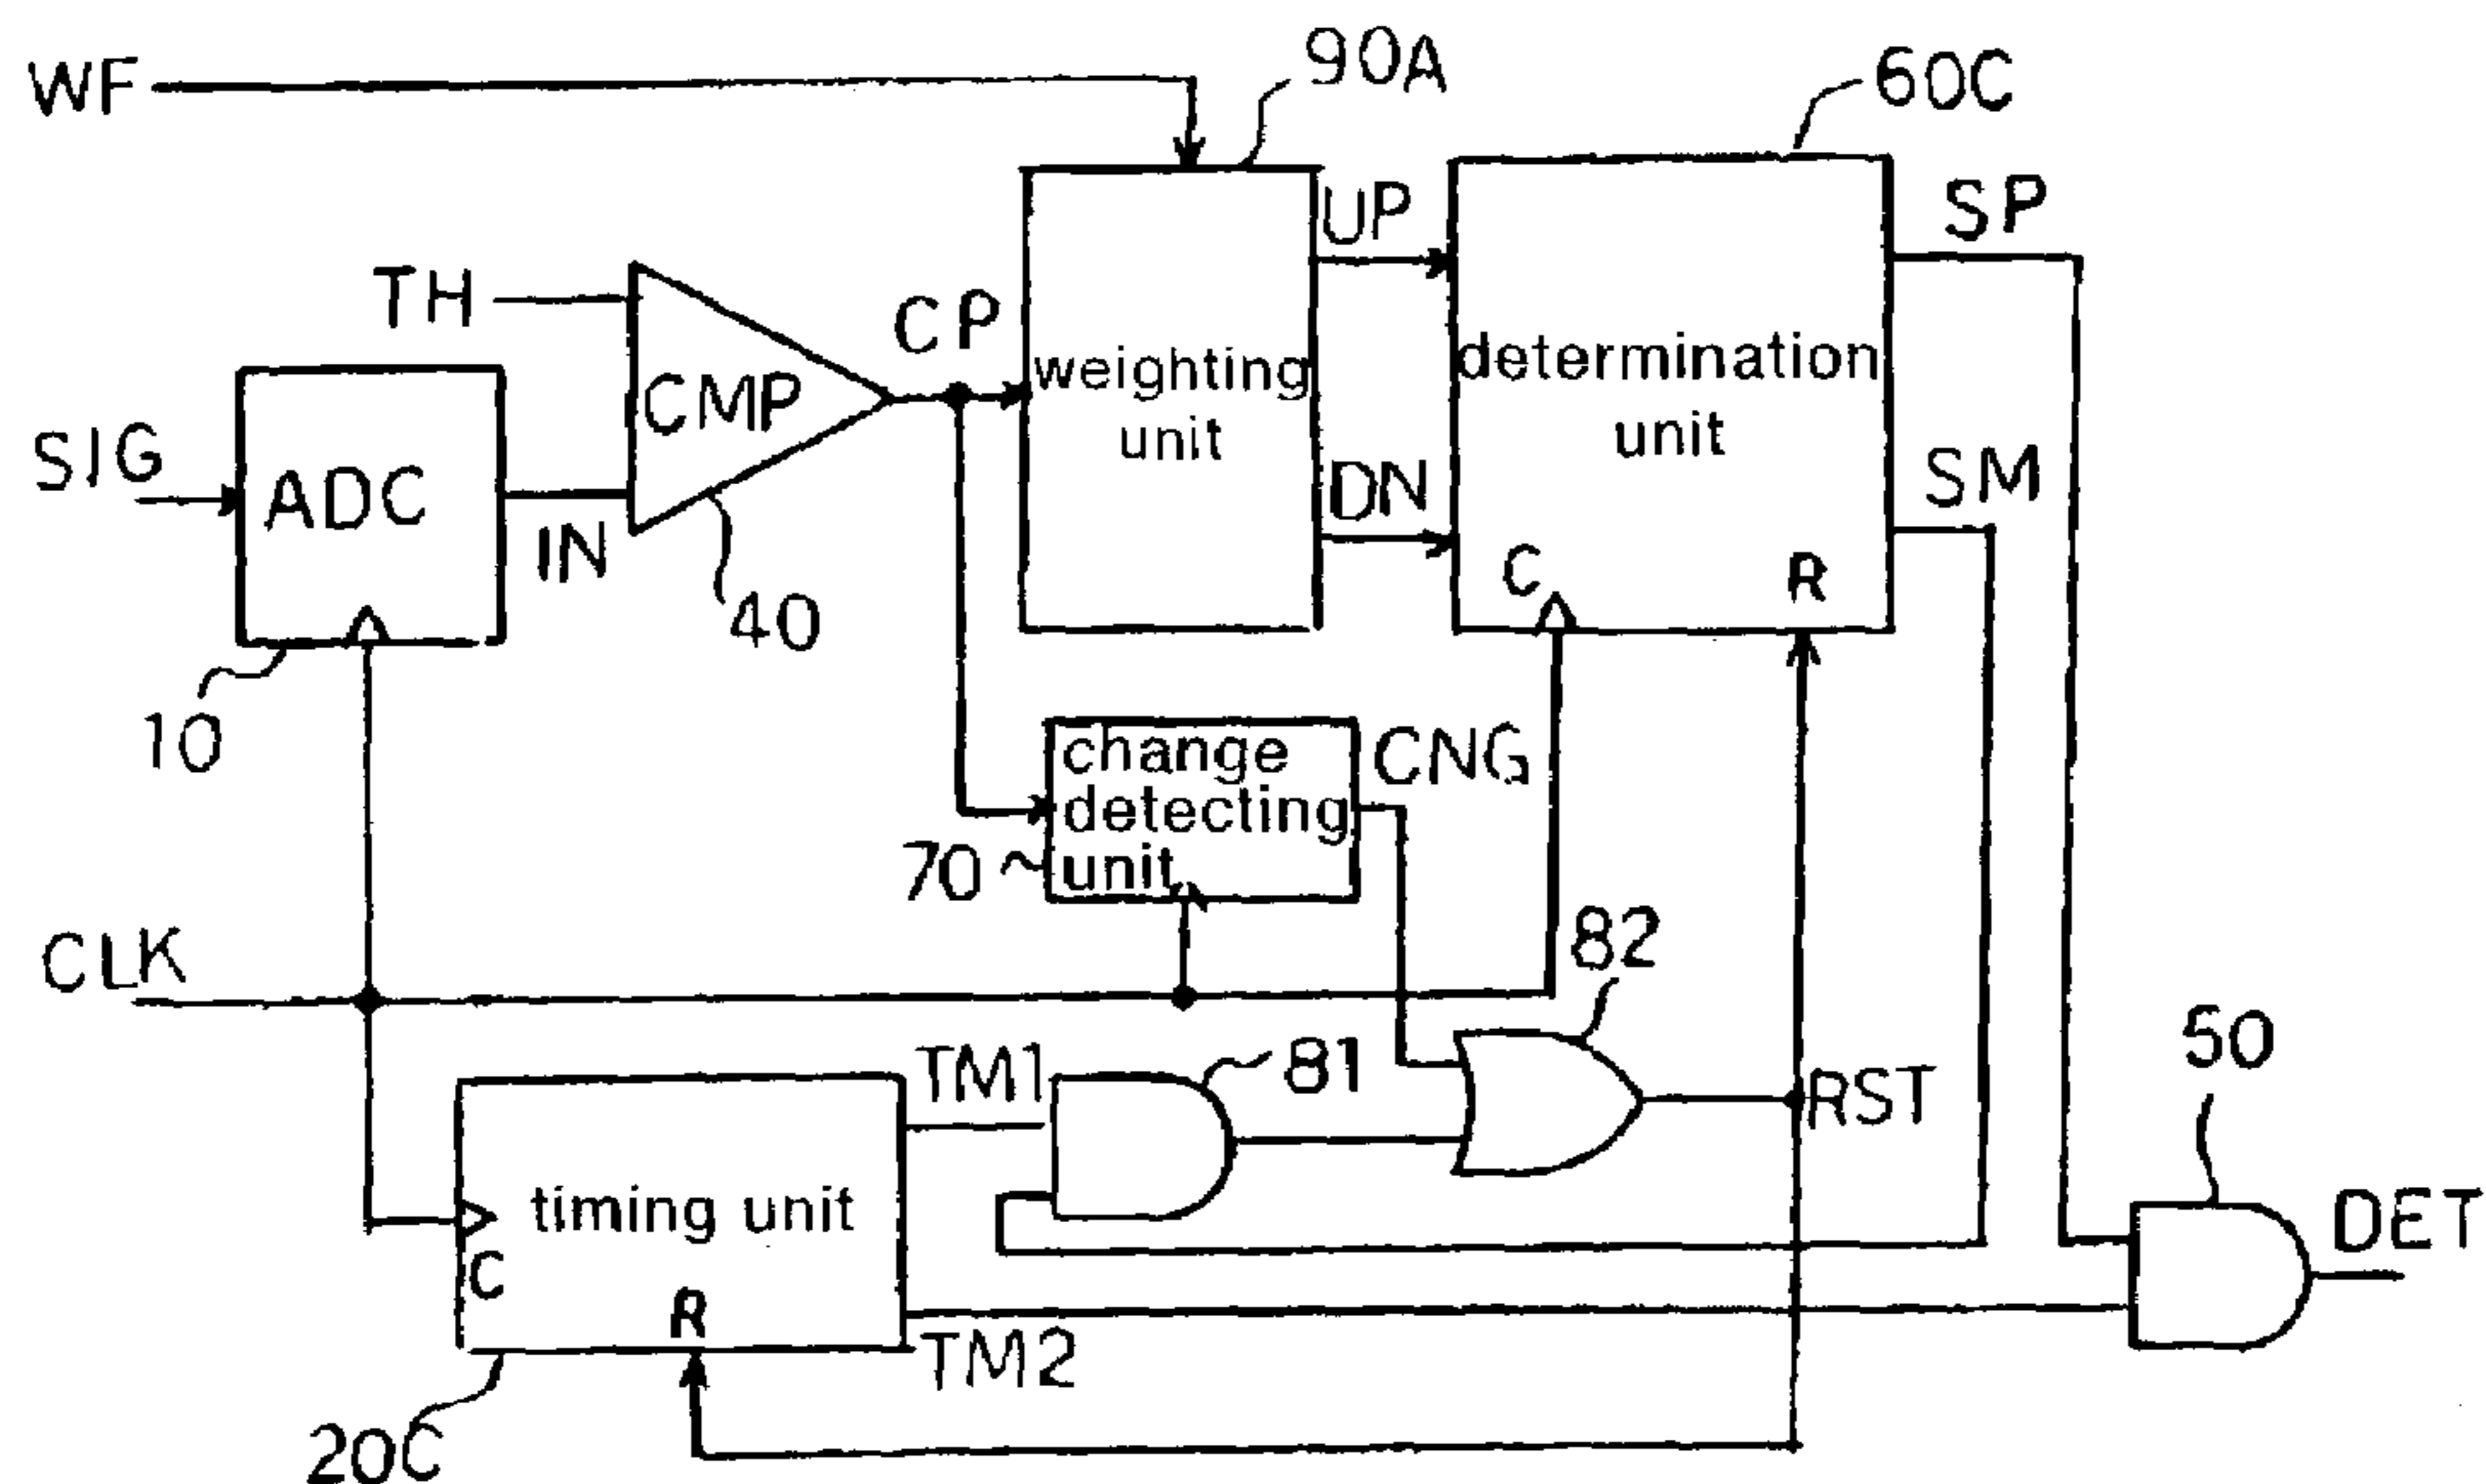 WF
90A
60C
UP
SP
TH
CP
CMP
weighting
unit
determination
unit
SIG
ADC
IN
DN
SM
C
R
40
10
change
detecting
unit
CNG
70
CLK
82
TM1
81
RST
50
timing unit
DET
C
R
TM2
20C